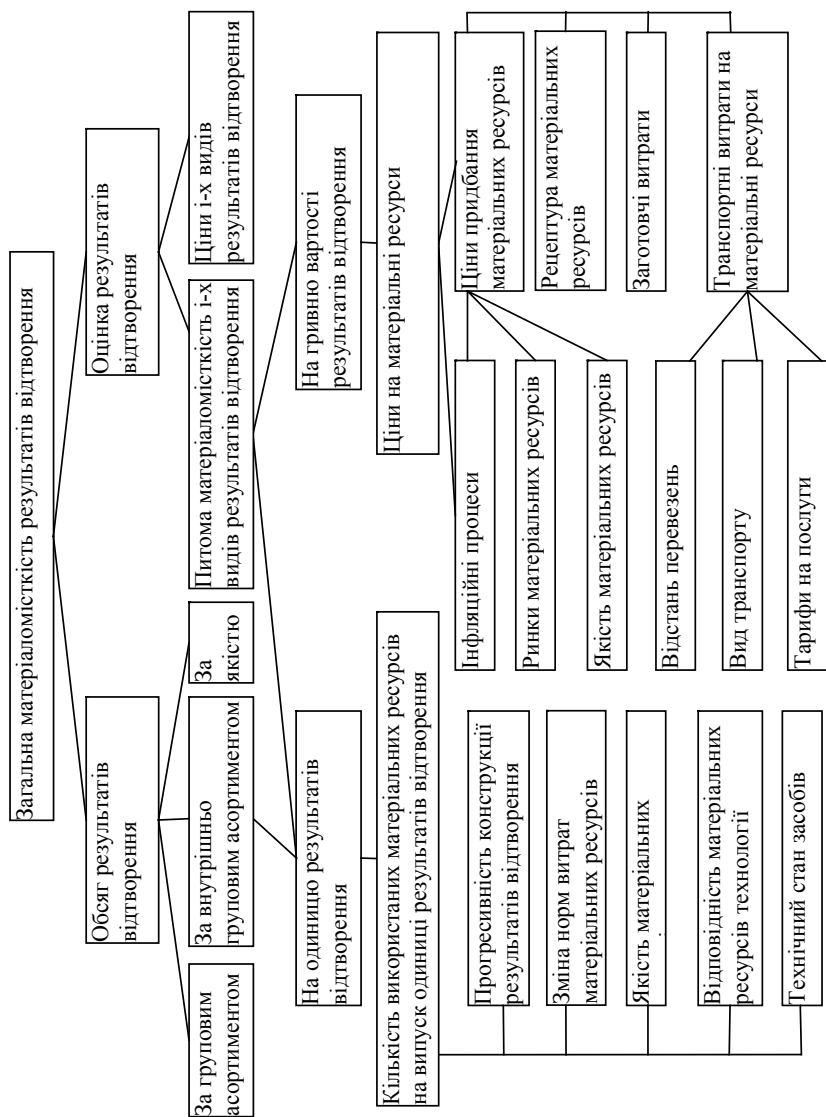 Загальна матеріаломісткість результатів відтворення
Обсяг результатів
відтворення
Оцінка результатів
відтворення
За груповим
асортиментом
За внутрішньо
груповим асортиментом
За
якістю
Питома матеріаломісткість і-х
видів результатів відтворення
Ціни і-х видів
результатів відтворення
На одиницю результатів
відтворення
На гривню вартості
результатів відтворення
Кількість використаних матеріальних ресурсів
на випуск одиниці результатів відтворення
Ціни на матеріальні ресурси
Прогресивність конструкції
результатів відтворення
Зміна норм витрат
матеріальних ресурсів
Якість матеріальних
Відповідність матеріальних
ресурсів технології
Технічний стан засобів
Інфляційні процеси
Ринки матеріальних ресурсів
Якість матеріальних ресурсів
Відстань перевезень
Вид транспорту
Тарифи на послуги
Ціни придбання
матеріальних ресурсів
Рецептура матеріальних
ресурсів
Заготовчі витрати
Транспортні витрати на
матеріальні ресурси